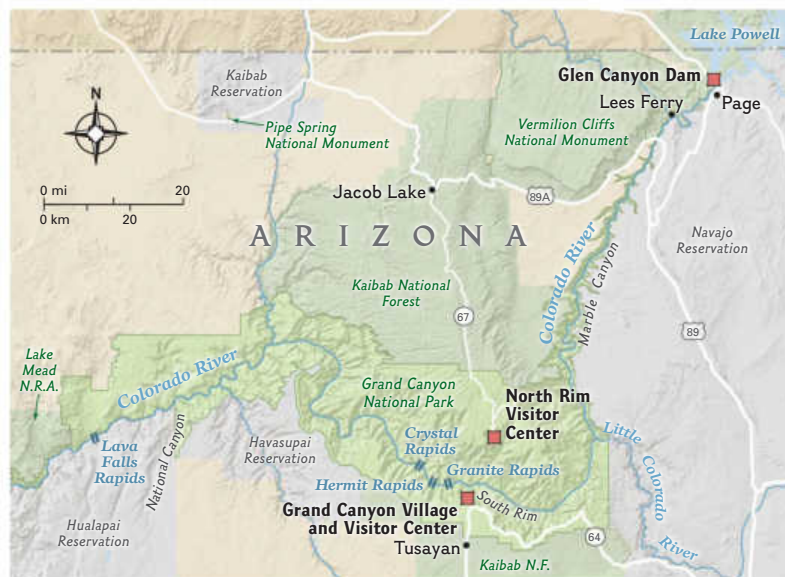 Lake Powell
Glen Canyon Dam
Kaibab
Reservation
Lees Ferry
Page
N
Pipe Spring
National Monument
Vermilion Cliffs
National Monument
0 mi 20
0 km 20
Jacob Lake
89A
ARIZONA
Navajo
Reservation
Colorado River
Marble Canyon
Kaibab National
Forest
67
89
Lake
Mead
N.R.A.
Colorado River
Grand Canyon
National Park
North Rim
Visitor
Center
National Canyon
Lava
Falls
Rapids
Havasupai
Reservation
Crystal
Rapids
Little Colorado River
Granite Rapids
Hermit Rapids
South Rim
Grand Canyon Village
and Visitor Center
Hualapai
Reservation
64
Tusayan
Kaibab N.F.